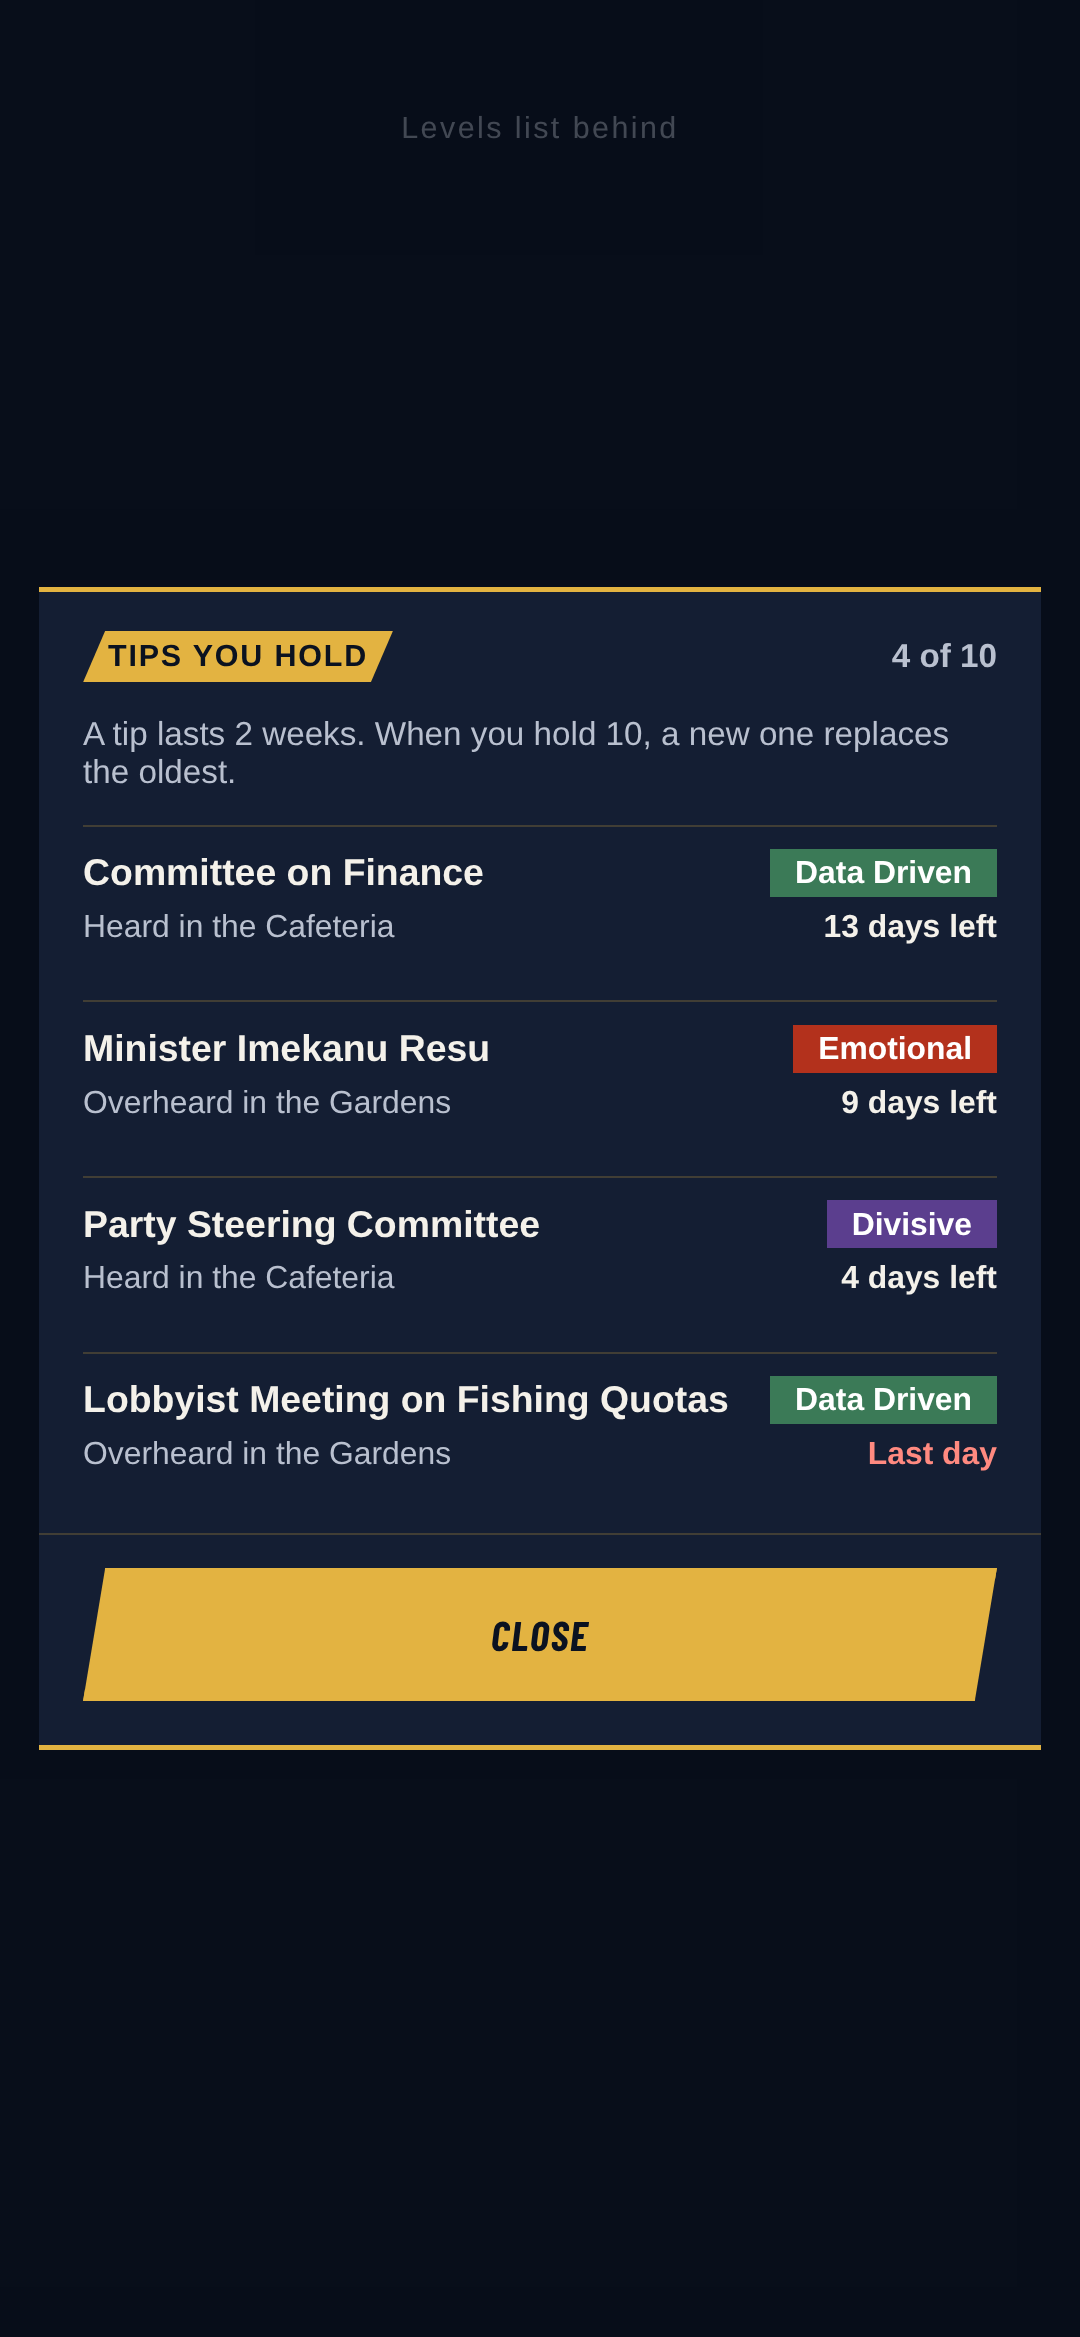 Levels list behind
TIPS YOU HOLD
4 of 10
A tip lasts 2 weeks. When you hold 10, a new one replaces
the oldest.
Committee on Finance
Data Driven
Heard in the Cafeteria
13 days left
Minister Imekanu Resu
Emotional
Overheard in the Gardens
9 days left
Party Steering Committee
Divisive
Heard in the Cafeteria
4 days left
Lobbyist Meeting on Fishing Quotas
Data Driven
Overheard in the Gardens
Last day
CLOSE